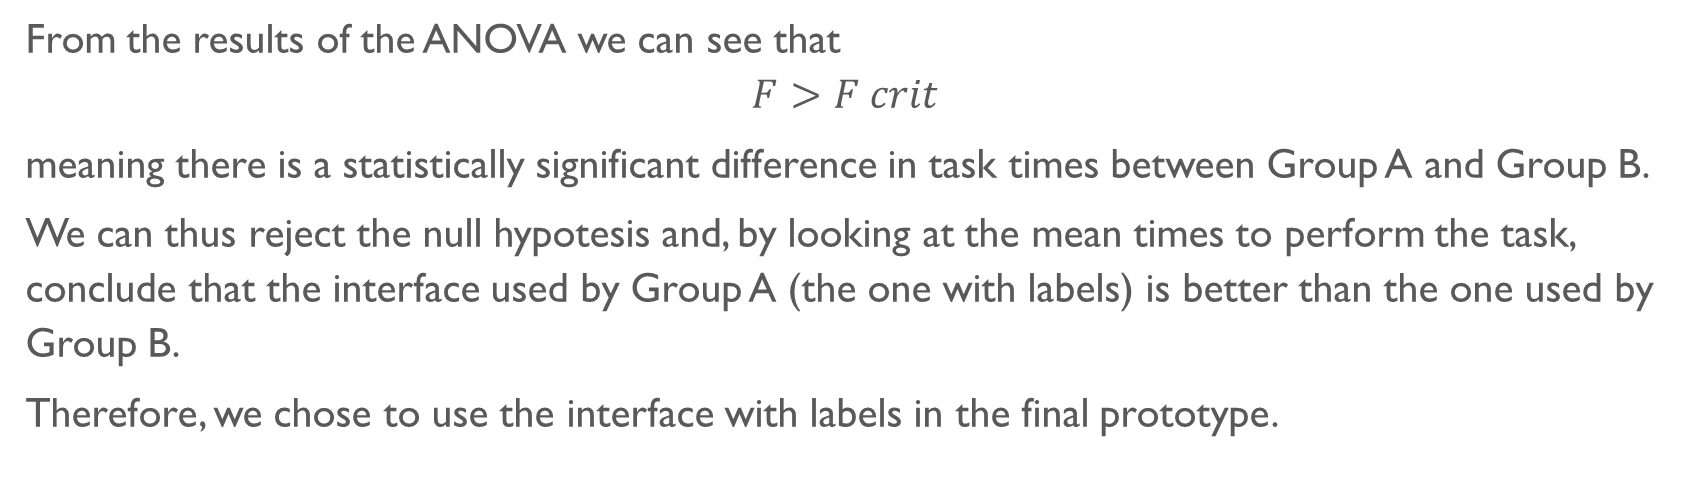 From the results of the ANOVA we can see that
F > F crit
meaning there is a statistically significant difference in task times between Group A and Group B.
We can thus reject the null hypotesis and, by looking at the mean times to perform the task,
conclude that the interface used by Group A (the one with labels) is better than the one used by
Group B.
Therefore, we chose to use the interface with labels in the final prototype.